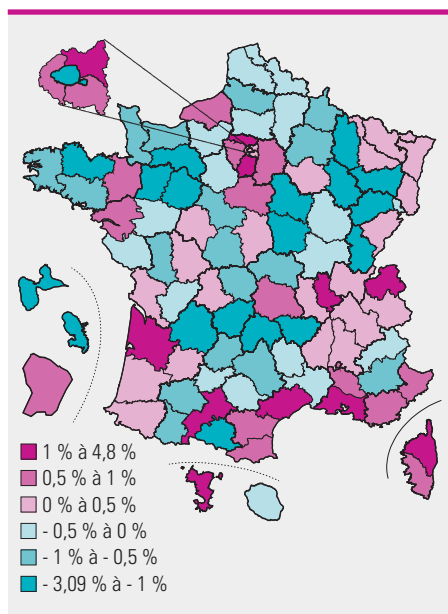 1 % à 4,8 %
0,5 % à 1 %
0 % à 0,5 %
- 0,5 % à 0 %
- 1 % à - 0,5 %
- 3,09 % à - 1 %